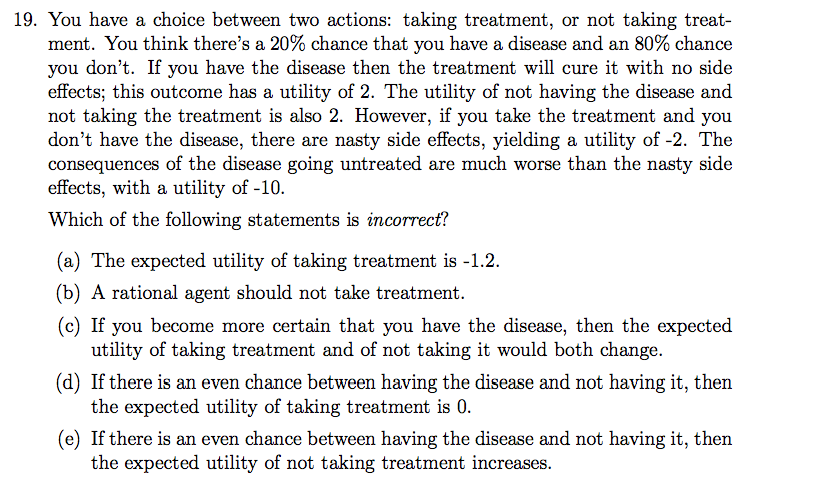 19. You have a choice between two actions: taking treatment, or not taking treat-
ment. You think there's a 20% chance that you have a disease and an 80% chance
you don't. If you have the disease then the treatment will cure it with no side
effects; this outcome has a utility of 2. The utility of not having the disease and
not taking the treatment is also 2. However, if you take the treatment and you
don't have the disease, there are nasty side effects, yielding a utility of -2. The
consequences of the disease going untreated are much worse than the nasty side
effects, with a utility of -10.
Which of the following statements is incorrect?
(a) The expected utility of taking treatment is -1.2.
(b) A rational agent should not take treatment.
(c) If you become more certain that you have the disease, then the expected
utility of taking treatment and of not taking it would both change.
(d) If there is an even chance between having the disease and not having it, then
the expected utility of taking treatment is 0.
(e) If there is an even chance between having the disease and not having it, then
the expected utility of not taking treatment increases.